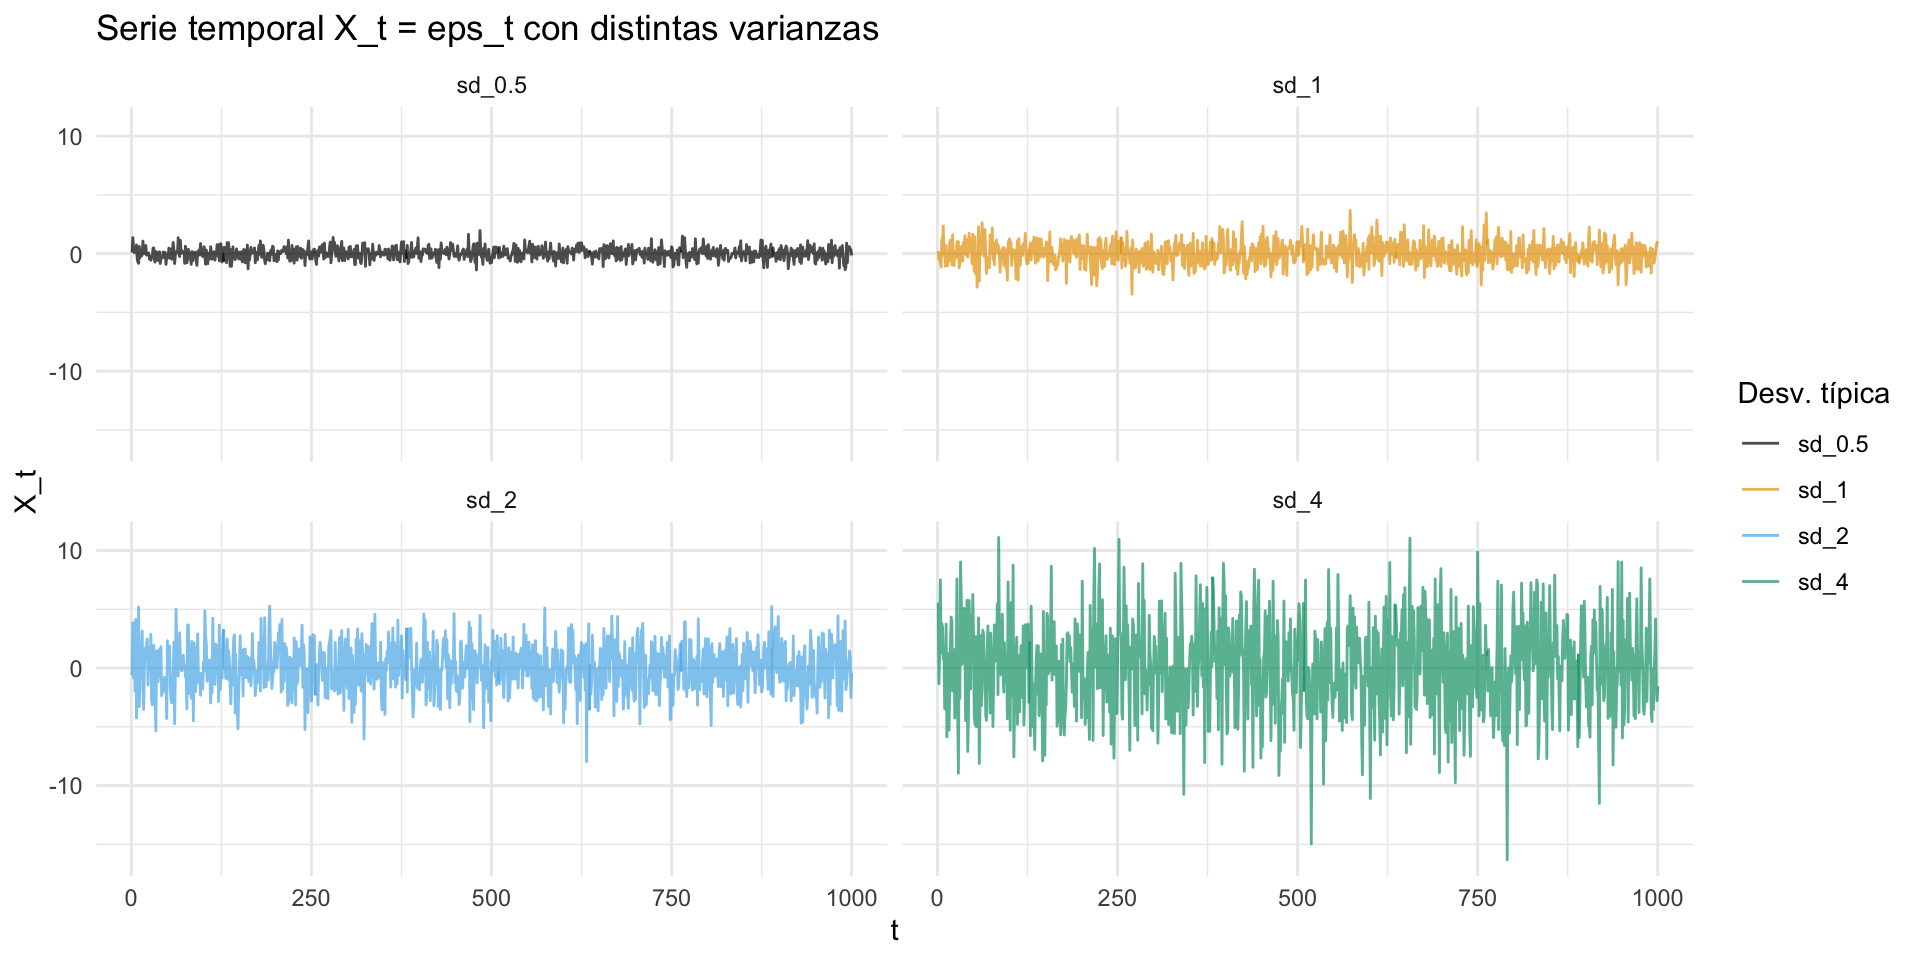 Serie temporal X_t = eps_t con distintas varianzas
sd_0.5
sd_1
10
0
-10
X_t
sd_2
sd_4
10
0
-10
0
250
500
750
1000
0
250
500
750
1000
t
Desv. típica
sd_0.5
sd_1
sd_2
sd_4